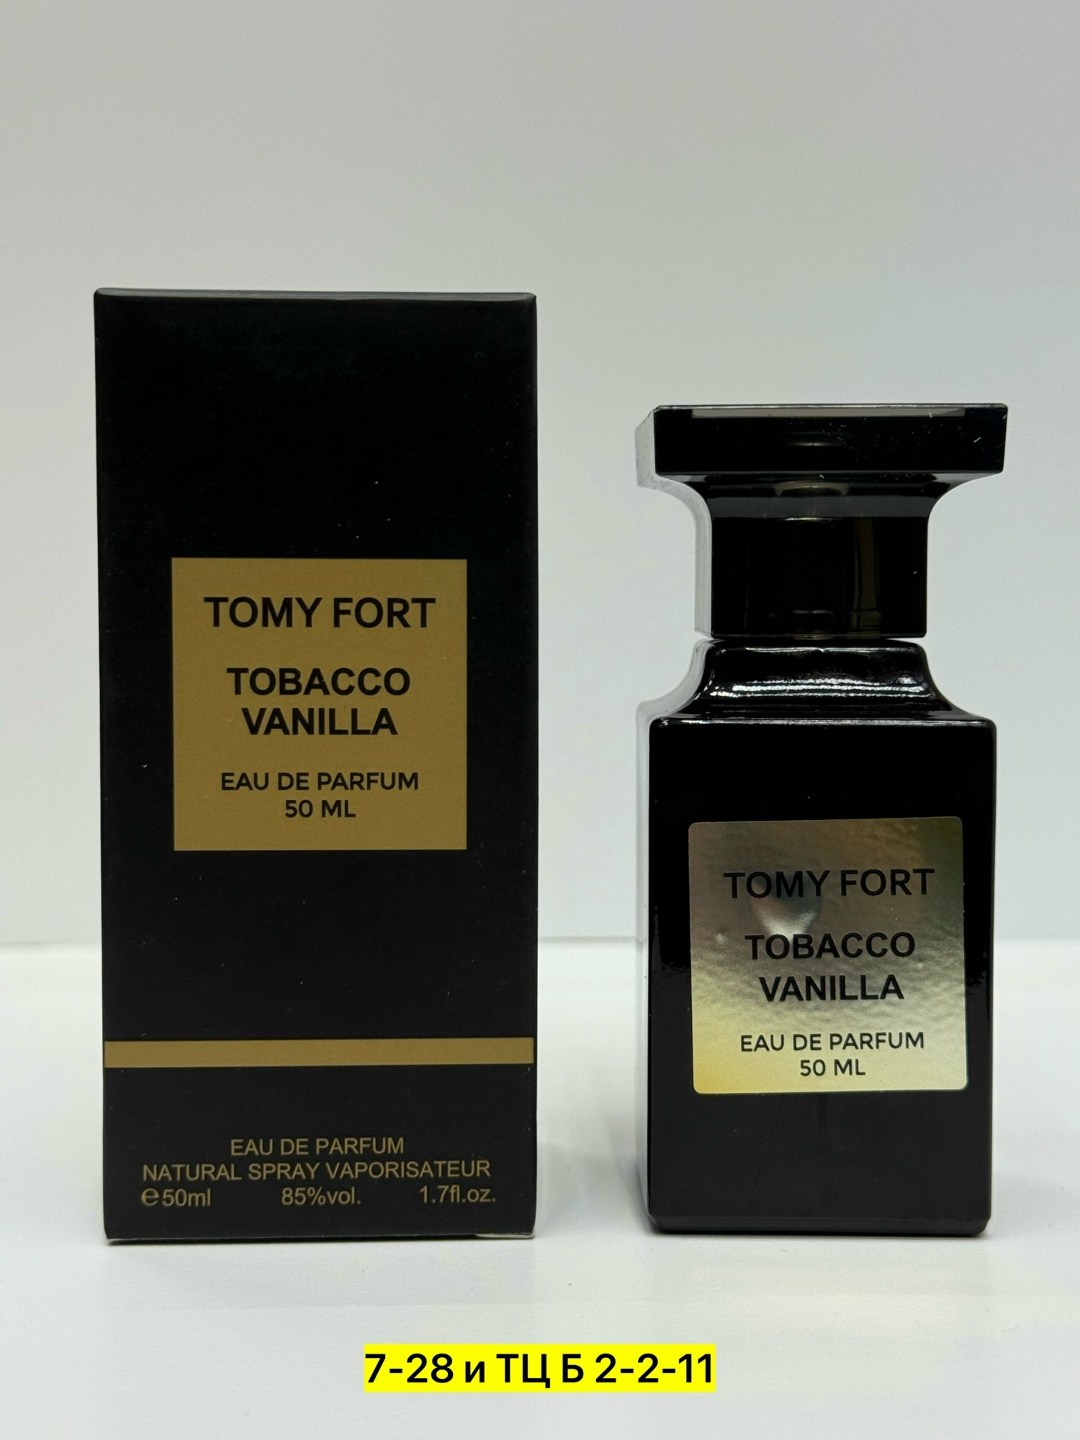 TOMY FORT
TOBACCO
VANILLA
EAU DE PARFUM
50 ML
EAU DE PARFUM
NATURAL SPRAY VAPORISATEUR
℮50ml 85%vol. 1.7fl.oz.
TOMY FORT
TOBACCO
VANILLA
EAU DE PARFUM
50 ML
7-28 и ТЦ Б 2-2-11